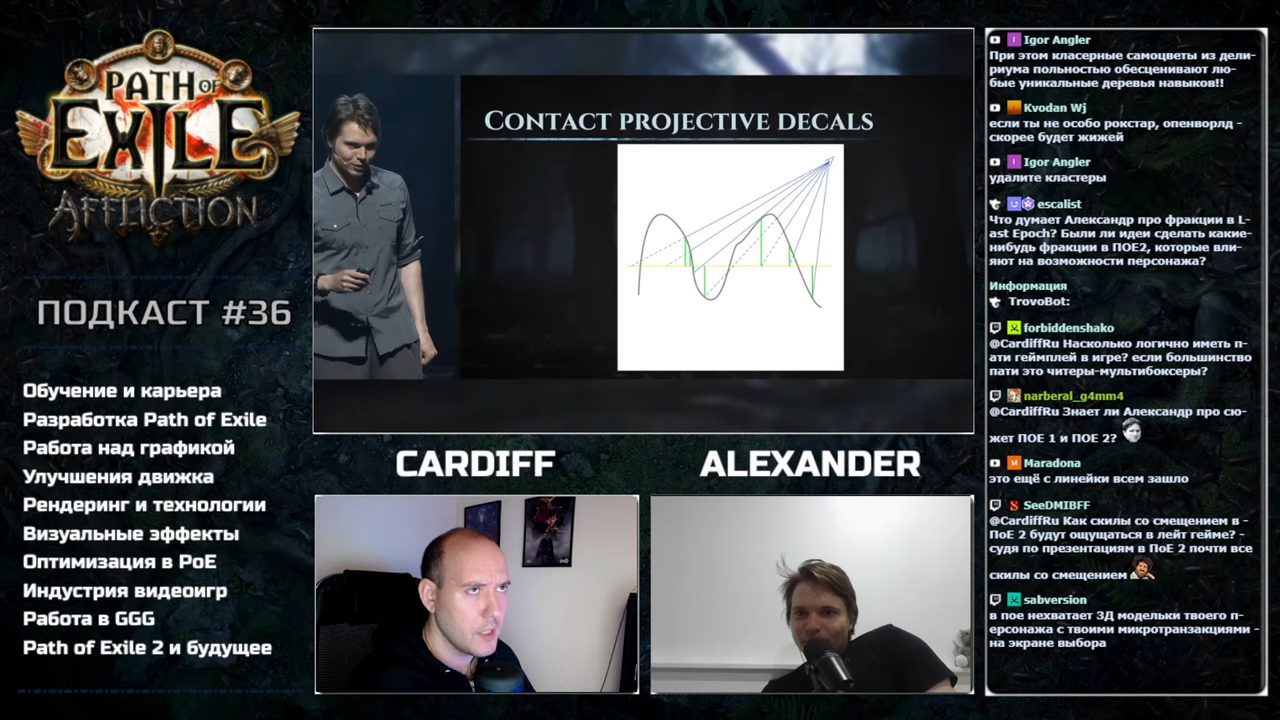 PATH OF
EXILE
AFFLICTION
ПОДКАСТ #36
Обучение и карьера
Разработка Path of Exile
Работа над графикой
Улучшения движка
Рендеринг и технологии
Визуальные эффекты
Оптимизация в PoE
Индустрия видеоигр
Работа в GGG
Path of Exile 2 и будущее
CONTACT PROJECTIVE DECALS
CARDIFF
ALEXANDER
Igor Angler
При этом класерные самоцветы из дели-
риума польностью обесценивают лю-
бые уникальные деревья навыков!!
Kvodan Wj
если ты не особо рокстар, опенворлд -
скорее будет жижей
Igor Angler
удалите кластеры
escalist
Что думает Александр про фракции в L-
ast Epoch? Были ли идеи сделать какие-
нибудь фракции в ПОЕ2, которые вли-
яют на возможности персонажа?
Информация
TrovoBot:
forbiddenshako
@CardiffRu Насколько логично иметь п-
ати геймплей в игре? если большинство
пати это читеры-мультибоксеры?
narberal_g4mm4
@CardiffRu Знает ли Александр про сю-
жет ПОЕ 1 и ПОЕ 2?
Maradona
это ещё с линейки всем зашло
SeeDMIBFF
@CardiffRu Как скилы со смещением в -
ПоЕ 2 будут ощущаться в лейт гейме? -
судя по презентациям в ПоЕ 2 почти все
скилы со смещением
sabversion
в пое нехватает 3Д модельки твоего п-
ерсонажа с твоими микротранзакциями -
на экране выбора